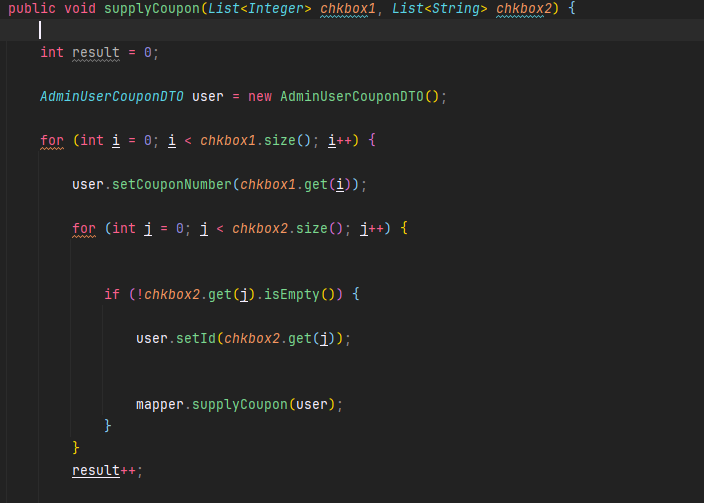 public void supplyCoupon(List<Integer> chkbox1, List<String> chkbox2) {
int result = 0;
AdminUserCouponDTO user = new AdminUserCouponDTO();
for (int i = 0; i < chkbox1.size(); i++) {
user.setCouponNumber(chkbox1.get(i));
for (int j = 0; j < chkbox2.size(); j++) {
if (!chkbox2.get(j).isEmpty()) {
user.setId(chkbox2.get(j));
mapper.supplyCoupon(user);
}
}
result++;